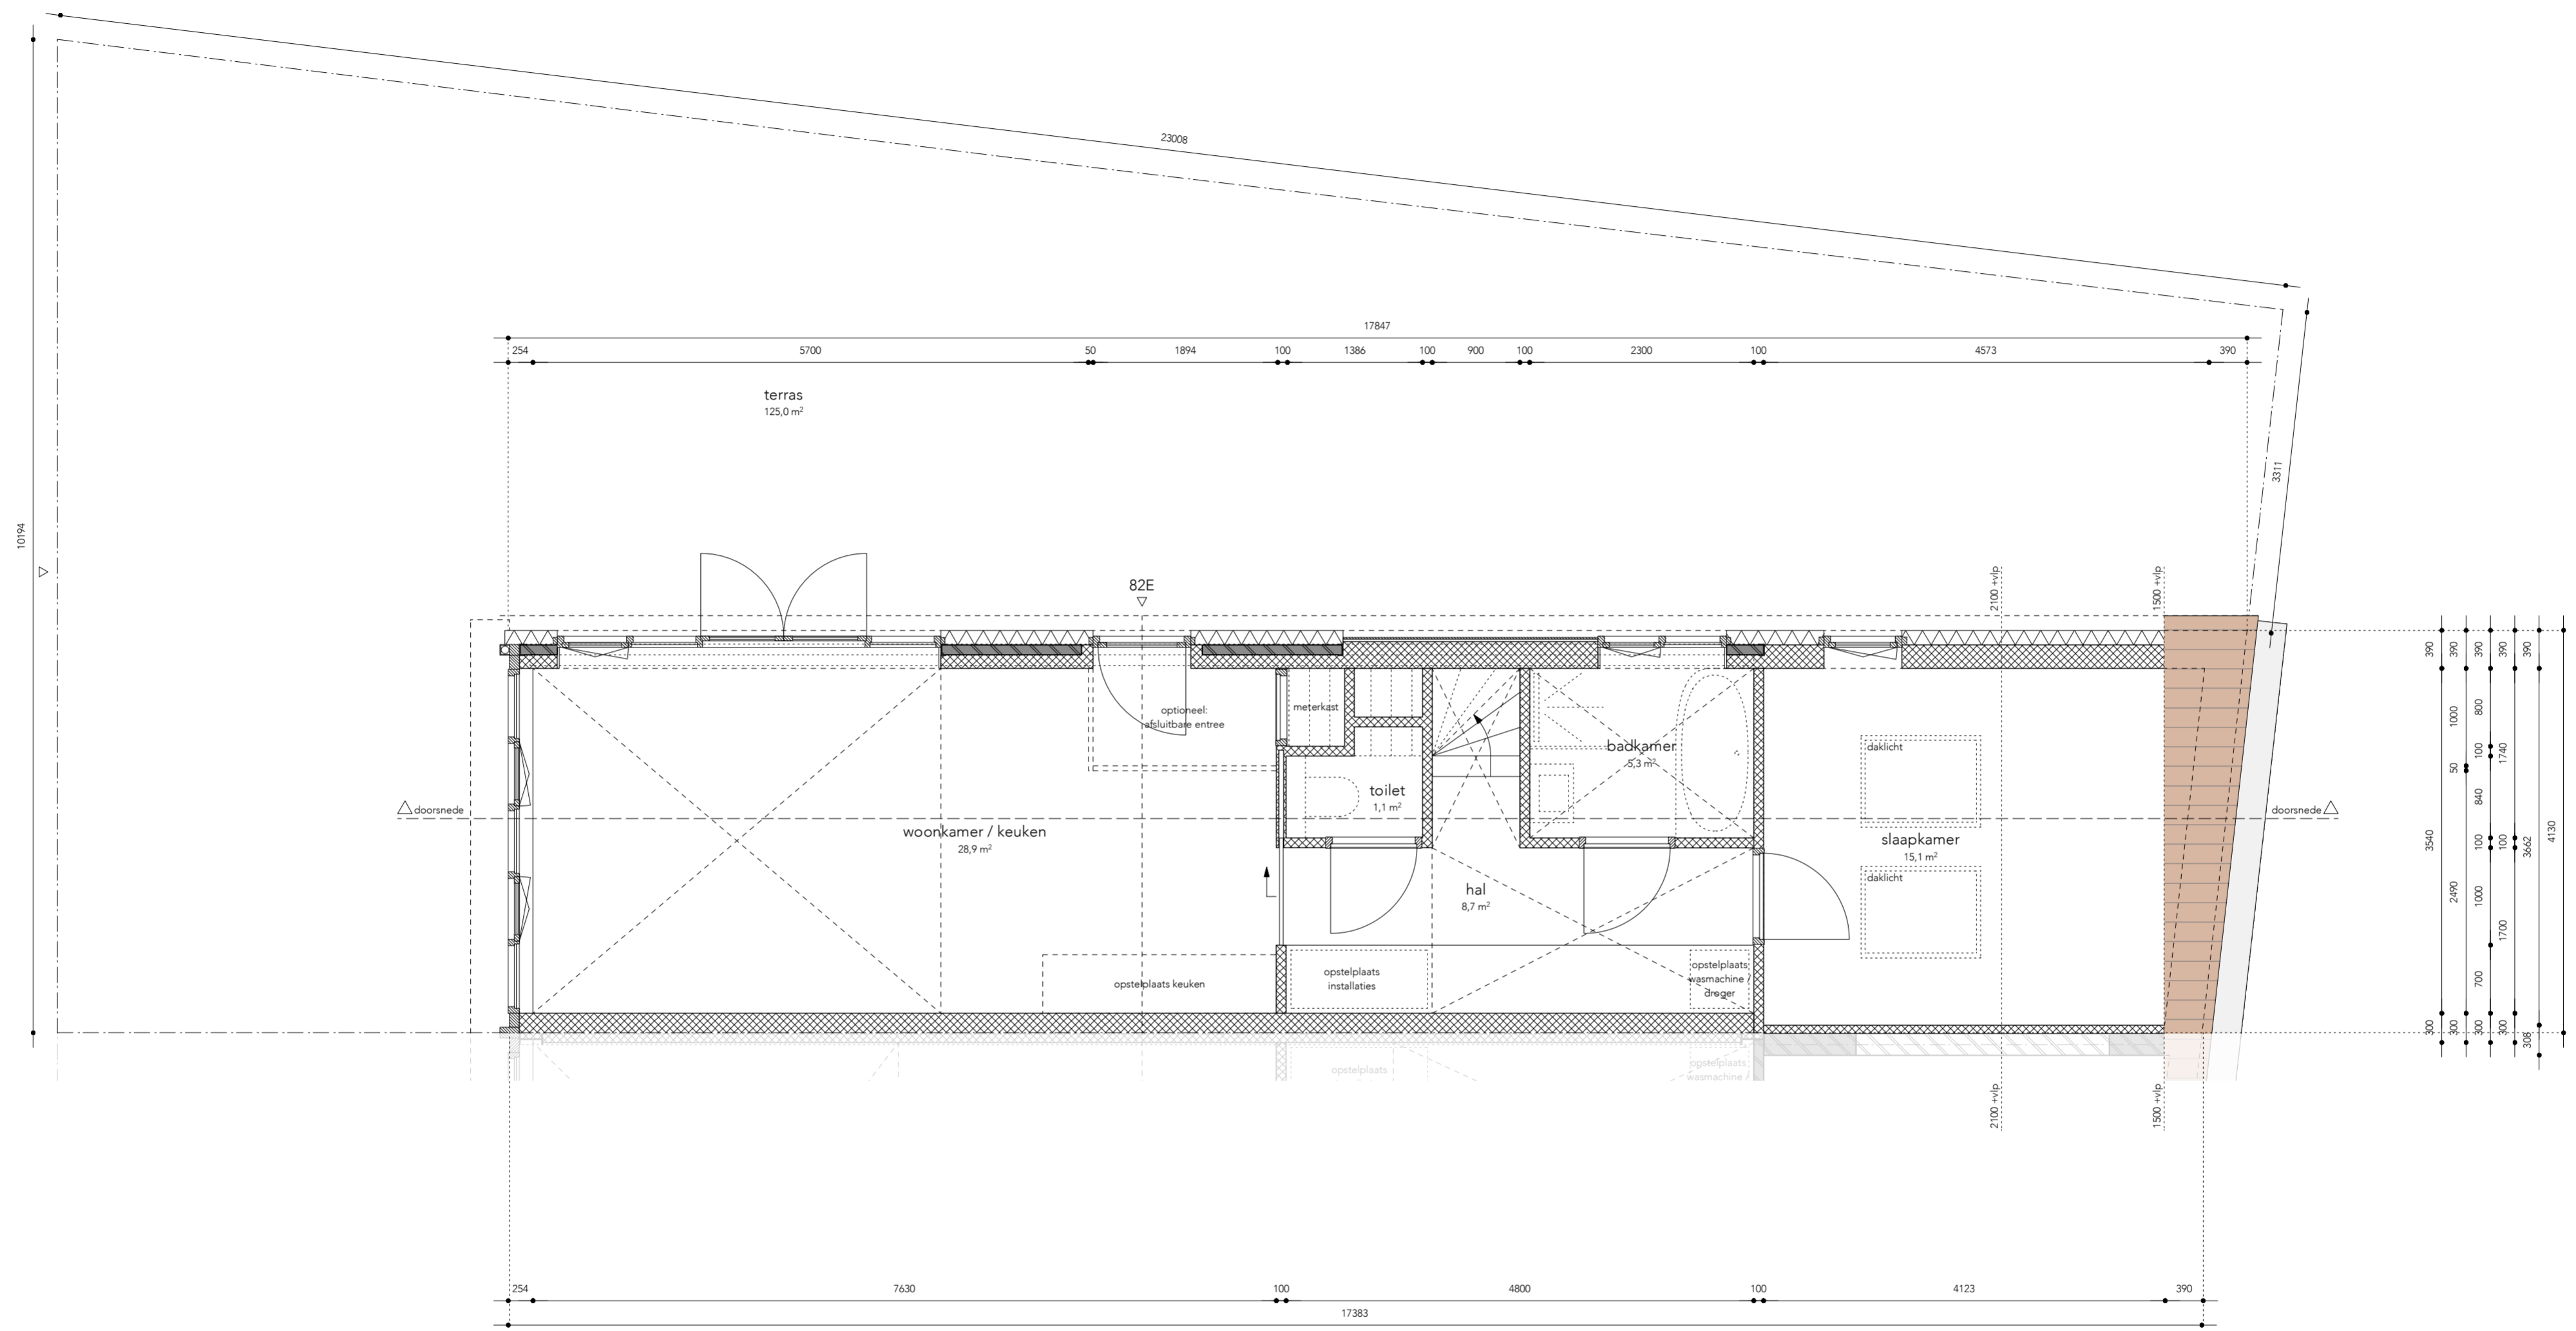 23008
17847
254 5700 50 1894 100 1386 100 900 100 2300 100 4573 390
terras
125,0 m²
3311
10194
82E
2100 +vlp
1500 +vlp
390 390 390 390 390
optioneel:
afsluitbare entree
meterkast
1000 800
badkamer
5,3 m²
daklicht
50 100 1740
toilet
1,1 m²
doorsnede
doorsnede
840
woonkamer / keuken
28,9 m²
slaapkamer
15,1 m²
3540 100 100 3662 4130
daklicht
hal
8,7 m²
2490 1000 1700
opstelplaats keuken
opstelplaats
installaties
opstelplaats
wasmachine /
droger
700
300 300 300 300 308
opstelplaats
opstelplaats
wasmachine /
2100 +vlp
1500 +vlp
254 7630 100 4800 100 4123 390
17383